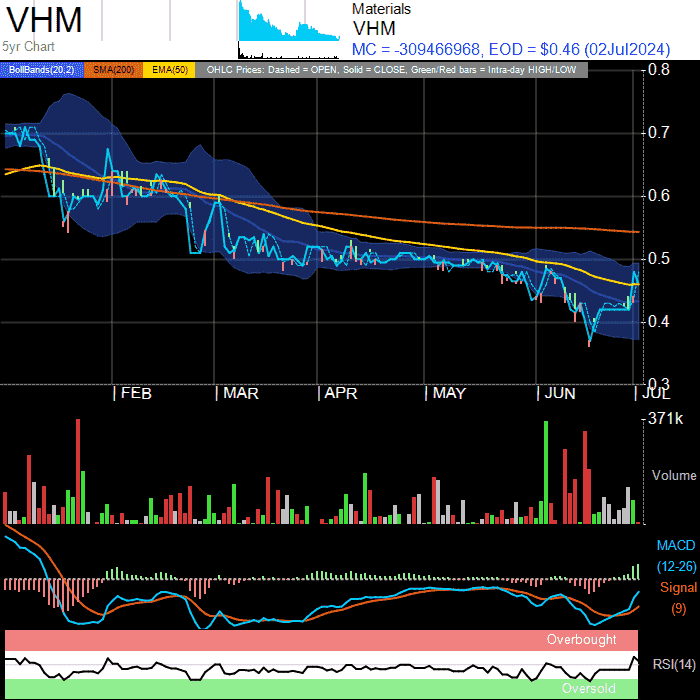 VHM
5yr Chart
Materials
VHM
MC = -309466968, EOD = $0.46 (02Jul2024)
BollBands(20,2) SMA(200) EMA(50) OHLC Prices: Dashed = OPEN, Solid = CLOSE, Green/Red bars = Intra-day HIGH/LOW
0.8
0.7
0.6
0.5
0.4
0.3
FEB MAR APR MAY JUN JUL
371k
Volume
MACD
(12-26)
Signal
(9)
Overbought
RSI(14)
Oversold